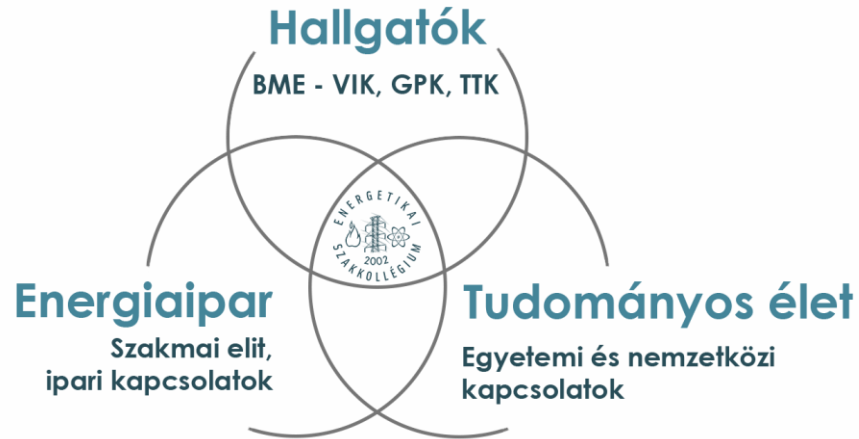 Hallgatók
BME - VIK, GPK, TTK
ENERGETIKAI
2002
SZAKKOLLÉGIUM
Energiaipar
Szakmai elit,
ipari kapcsolatok
Tudományos élet
Egyetemi és nemzetközi
kapcsolatok